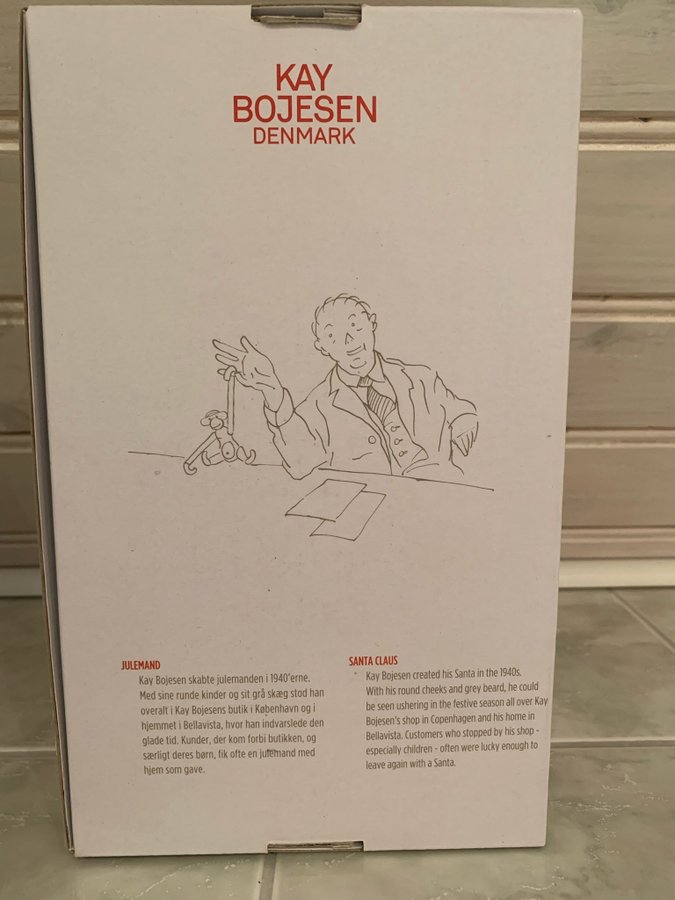 KAY
BOJESEN
DENMARK
JULEMAND
Kay Bojesen skabte julemanden i 1940'erne.
Med sine runde kinder og sit grå skæg stod han
overalt i Kay Bojesens butik i København og i
hjemmet i Bellavista, hvor han indvarslede den
glade tid. Kunder, der kom forbi butikken, og
særligt deres børn, fik ofte en julemand med
hjem som gave.
SANTA CLAUS
Kay Bojesen created his Santa in the 1940s.
With his round cheeks and grey beard, he could
be seen ushering in the festive season all over Kay
Bojesen's shop in Copenhagen and his home in
Bellavista. Customers who stopped by his shop -
especially children - often were lucky enough to
leave again with a Santa.